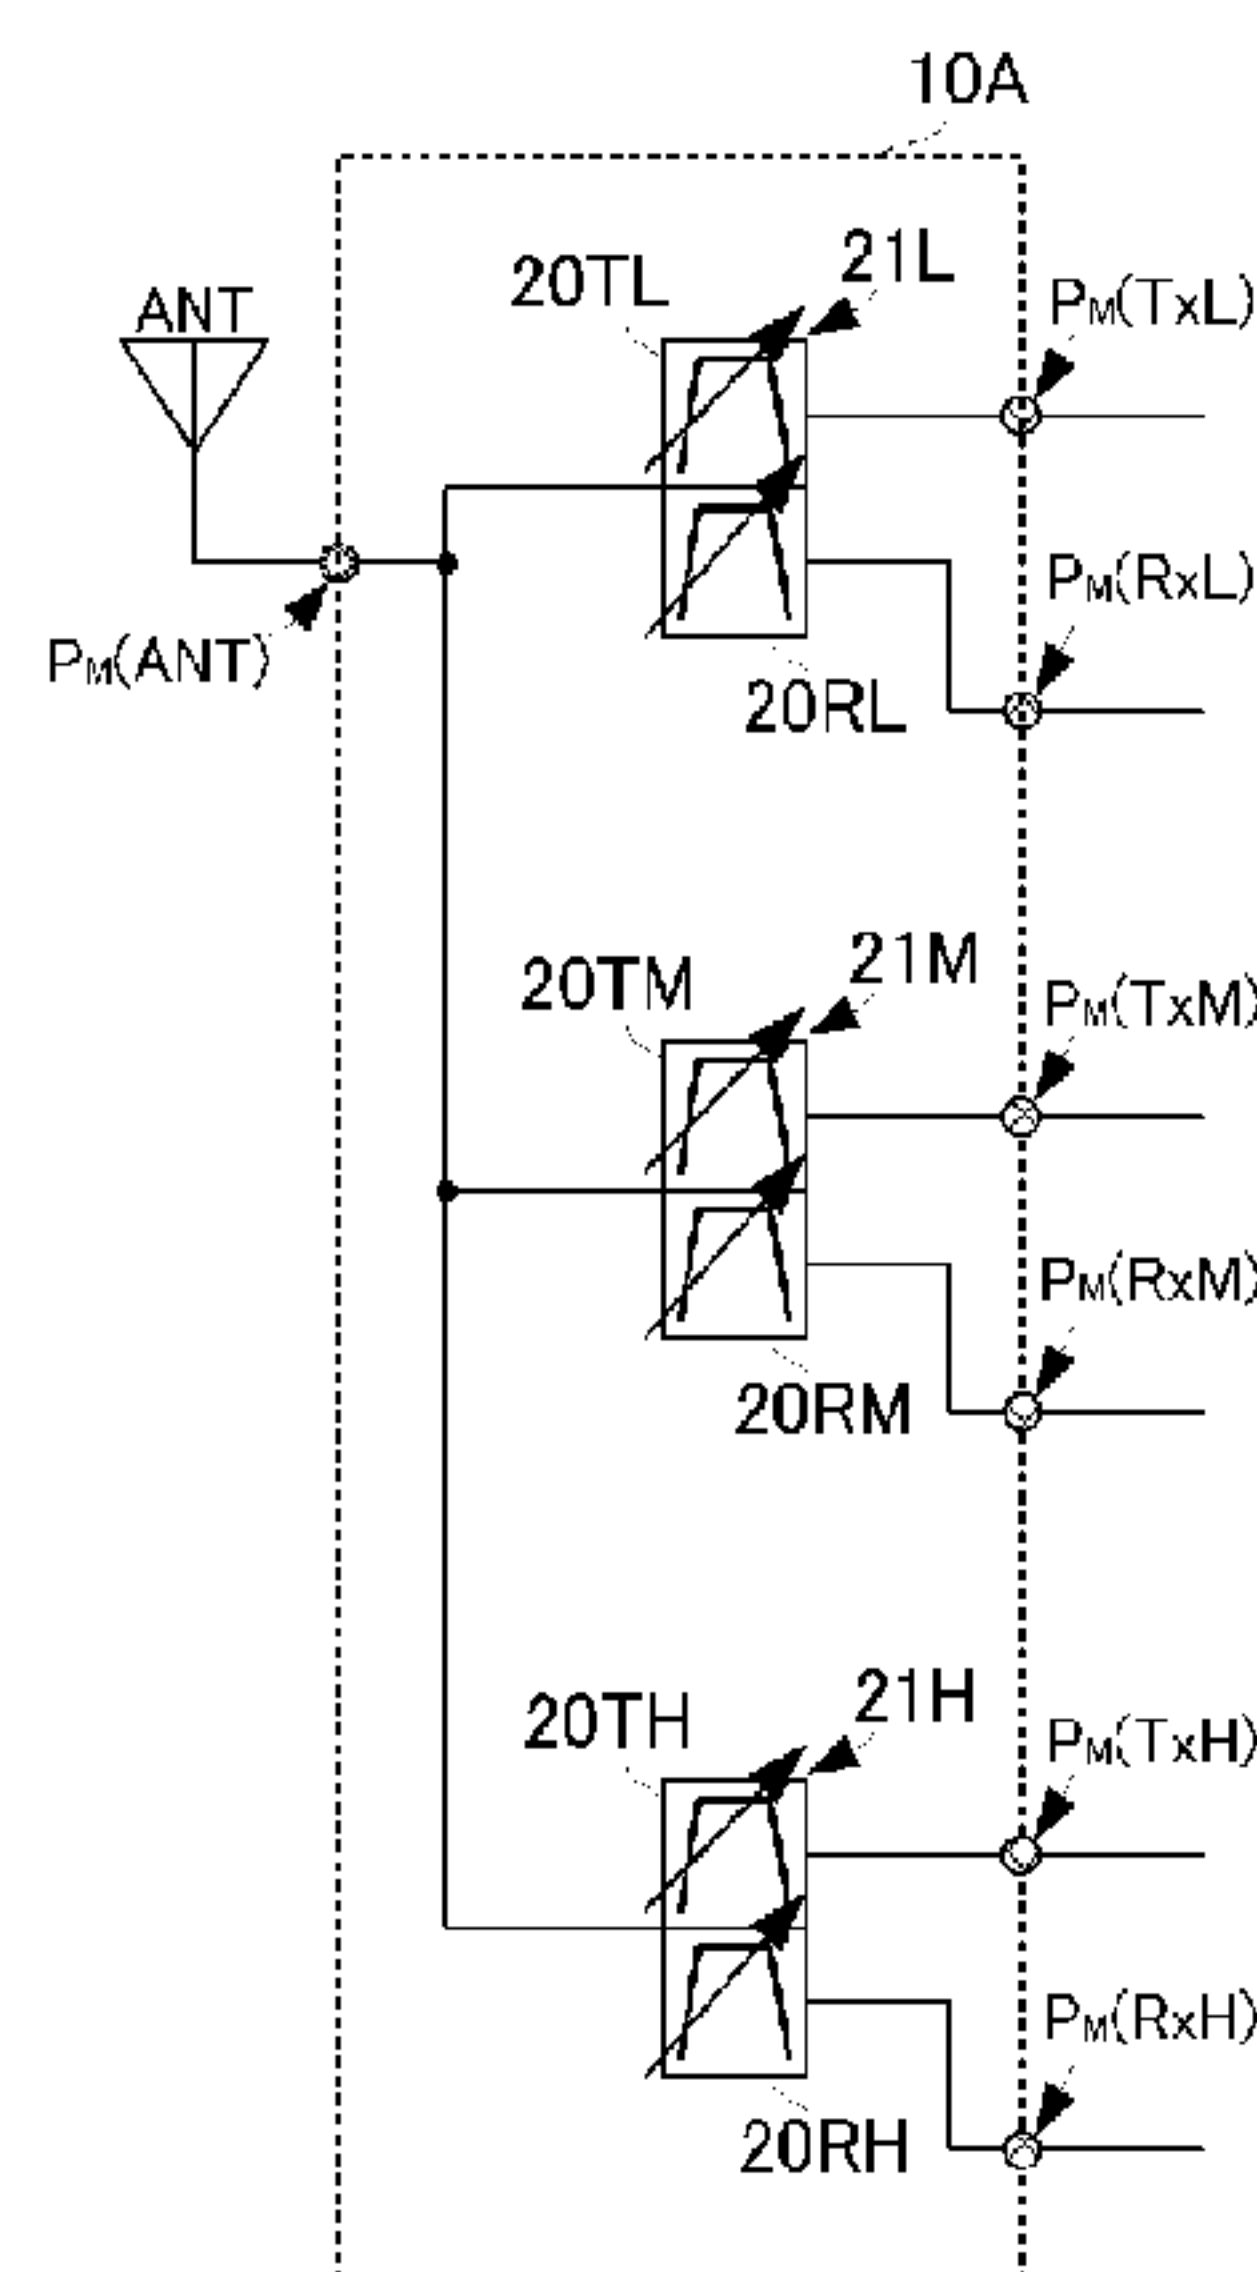 10A
20TL
21L
PM(TxL)
ANT
PM(RxL)
PM(ANT)
20RL
20TM
21M
PM(TxM)
PM(RxM)
20RM
20TH
21H
PM(TxH)
PM(RxH)
20RH